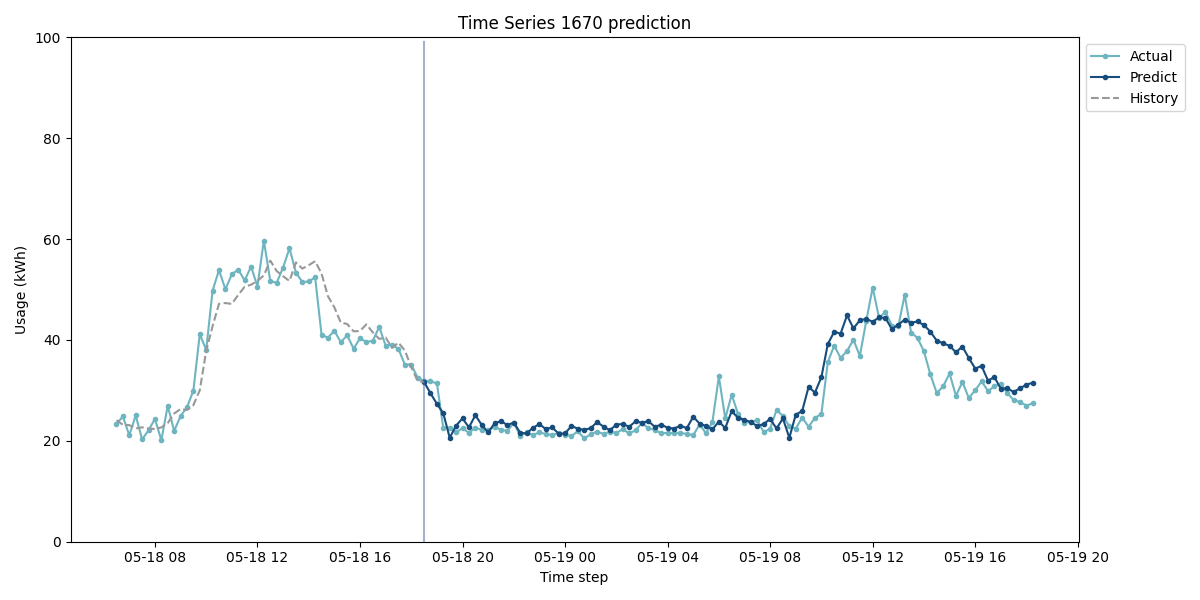 Time Series 1670 prediction
100
80
60
40
20
0
Usage (kWh)
05-18 08
05-18 12
05-18 16
05-18 20
05-19 00
05-19 04
05-19 08
05-19 12
05-19 16
05-19 20
Time step
Actual
Predict
History